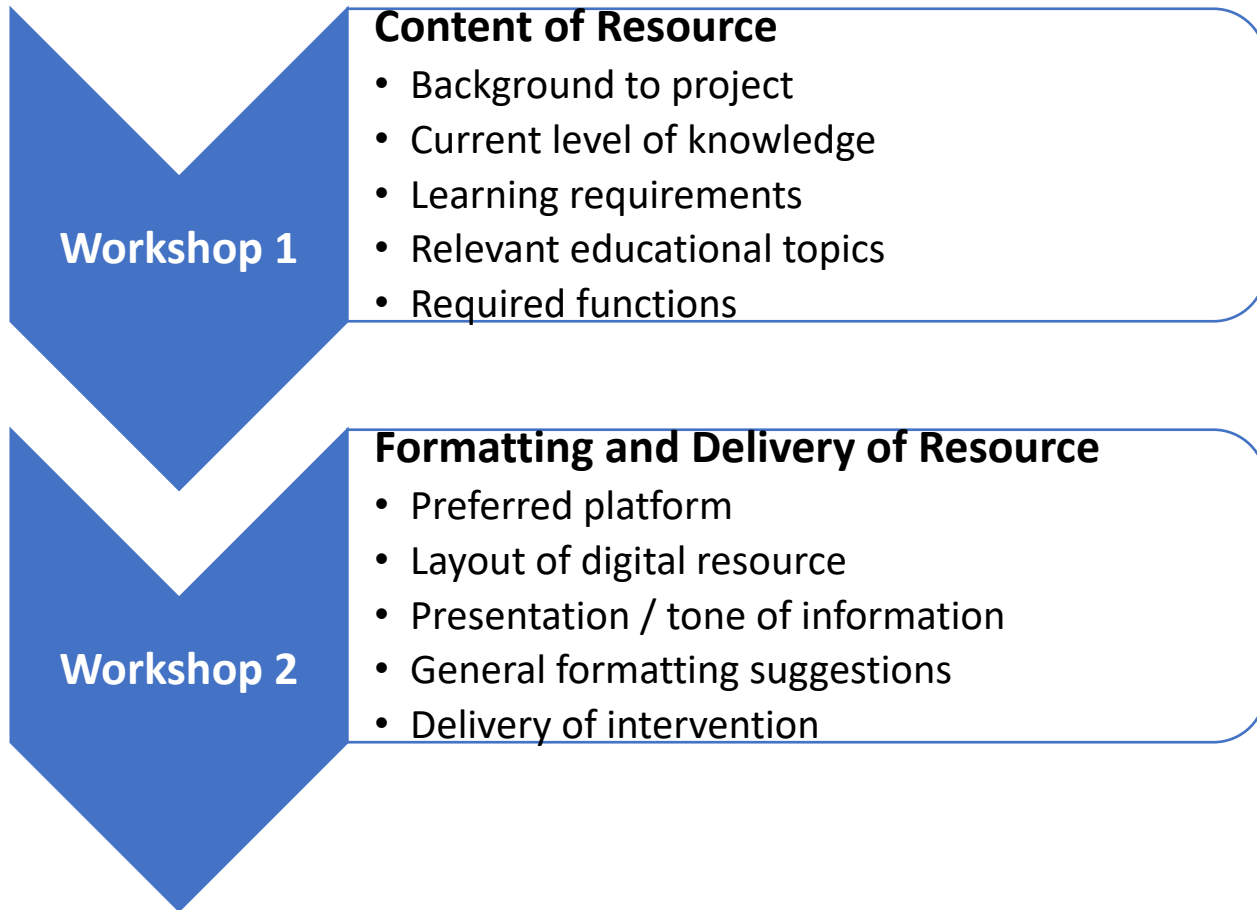 Content of Resource
• Background to project
• Current level of knowledge
• Learning requirements
• Relevant educational topics
• Required functions
Workshop 1
Formatting and Delivery of Resource
• Preferred platform
• Layout of digital resource
• Presentation / tone of information
• General formatting suggestions
• Delivery of intervention
Workshop 2